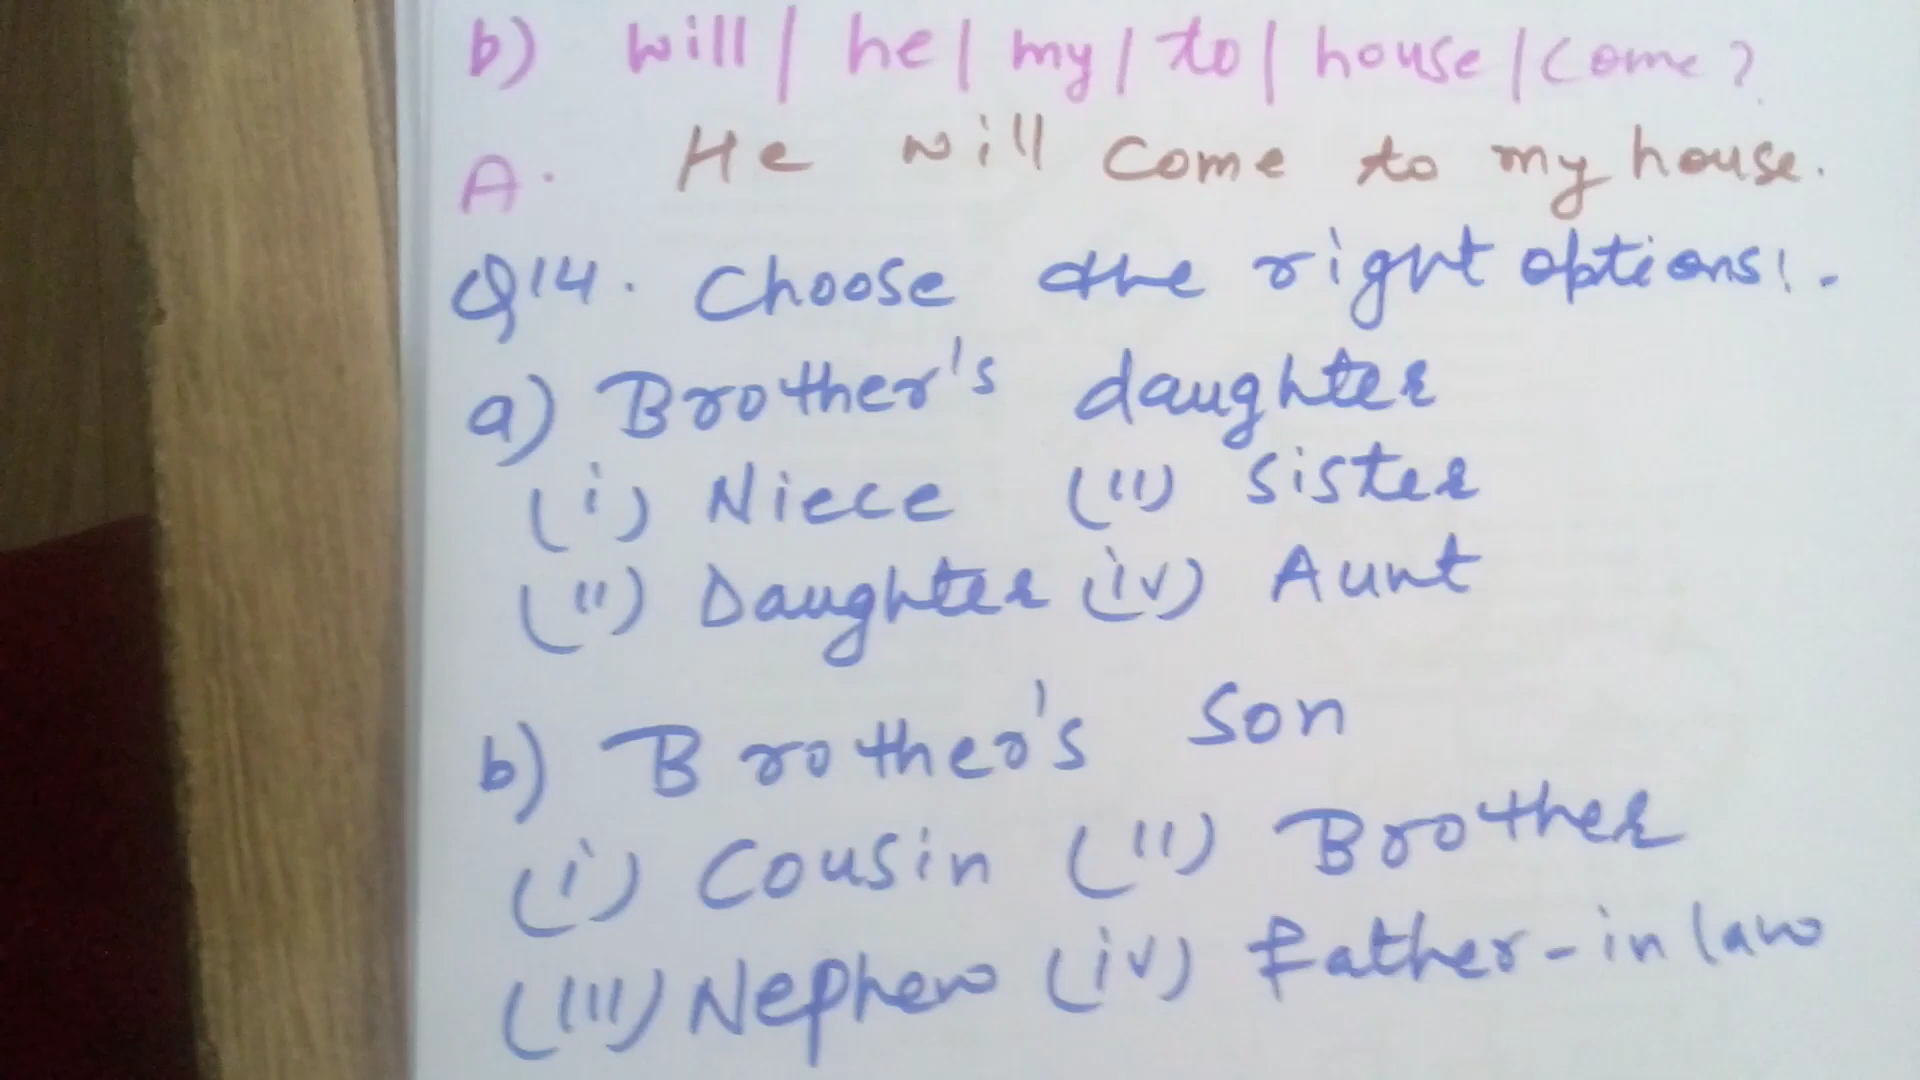 b) will / he / my / to / house / come?
A. He will come to my house.
Q14. Choose the right options:-
a) Brother's daughter
(i) Niece (ii) Sister
(ii) Daughter (iv) Aunt
b) Brother's son
(i) Cousin (ii) Brother
(iii) Nephew (iv) Father-in law